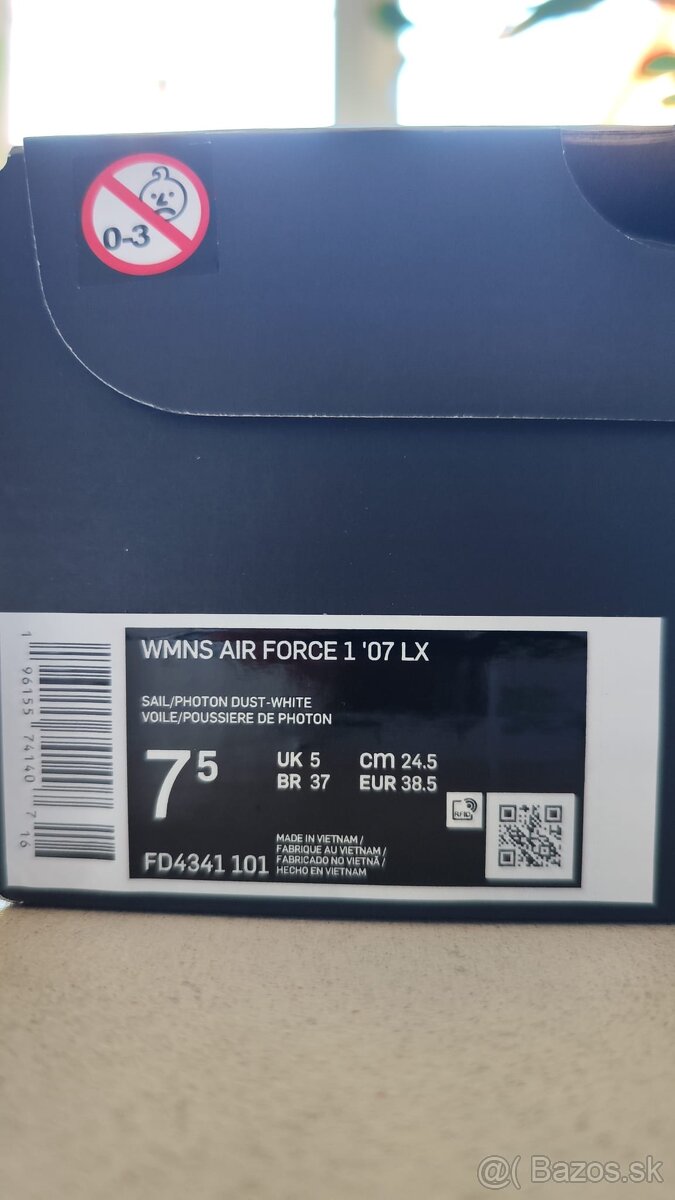 0-3
WMNS AIR FORCE 1 '07 LX
SAIL/PHOTON DUST-WHITE
VOILE/POUSSIERE DE PHOTON
7 5
UK 5 cm 24.5
BR 37 EUR 38.5
RFID
FD4341 101
MADE IN VIETNAM /
FABRIQUE AU VIETNAM /
FABRICADO NO VIETNÃ /
HECHO EN VIETNAM
1 96155 74140 7 16
@( Bazos.sk